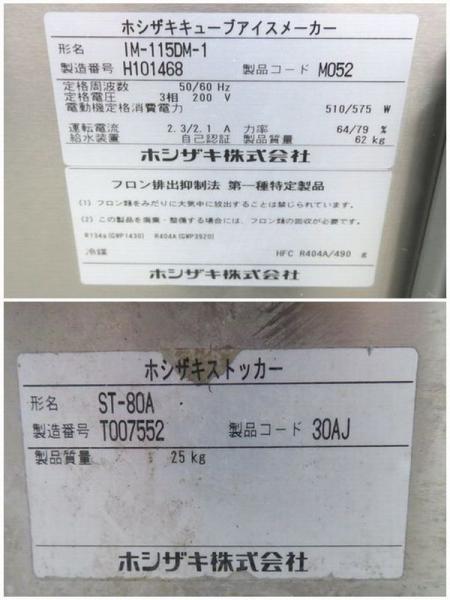 ホシザキキューブアイスメーカー
形名 IM-115DM-1
製造番号 H101468 製品コード M052
定格周波数 50/60 Hz
定格電圧 3相 200 V
電動機定格消費電力 510/575 W
運転電流 2.3/2.1 A 力率 64/79 %
給水装置 自己認証 製品質量 62 kg
ホシザキ株式会社
フロン排出抑制法 第一種特定製品
(1) フロン類をみだりに大気中に放出することは禁じられています。
(2) この製品を廃棄・整備する場合には、フロン類の回収が必要です。
R134a(GWP1430) R404A(GWP3920)
冷媒 HFC R404A/490 g
ホシザキ株式会社
ホシザキストッカー
形名 ST-80A
製造番号 T007552 製品コード 30AJ
製品質量 25 kg
ホシザキ株式会社